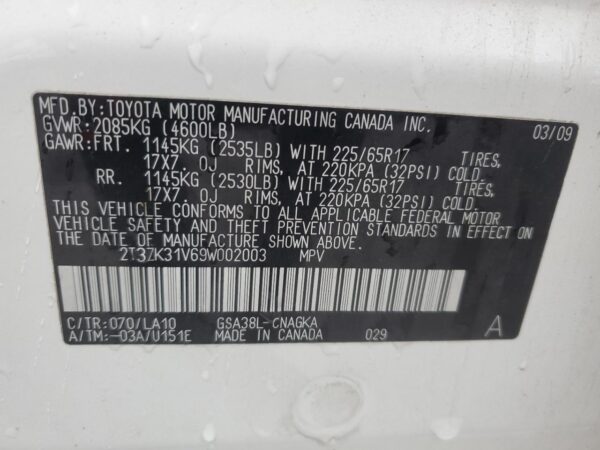 MFD.BY:TOYOTA MOTOR MANUFACTURING CANADA INC.
GVWR:2085KG (4600LB) 03/09
GAWR:FRT. 1145KG (2535LB) WITH 225/65R17 TIRES,
17X7.0J RIMS, AT 220KPA (32PSI) COLD.
RR. 1145KG (2530LB) WITH 225/65R17 TIRES,
17X7.0J RIMS, AT 220KPA (32PSI) COLD.
THIS VEHICLE CONFORMS TO ALL APPLICABLE FEDERAL MOTOR
VEHICLE SAFETY AND THEFT PREVENTION STANDARDS IN EFFECT ON
THE DATE OF MANUFACTURE SHOWN ABOVE.
2T37K31V69W002003 MPV
C/TR:070/LA10 GSA38L-CNAGKA
A/TM:-03A/U151E MADE IN CANADA 029 A